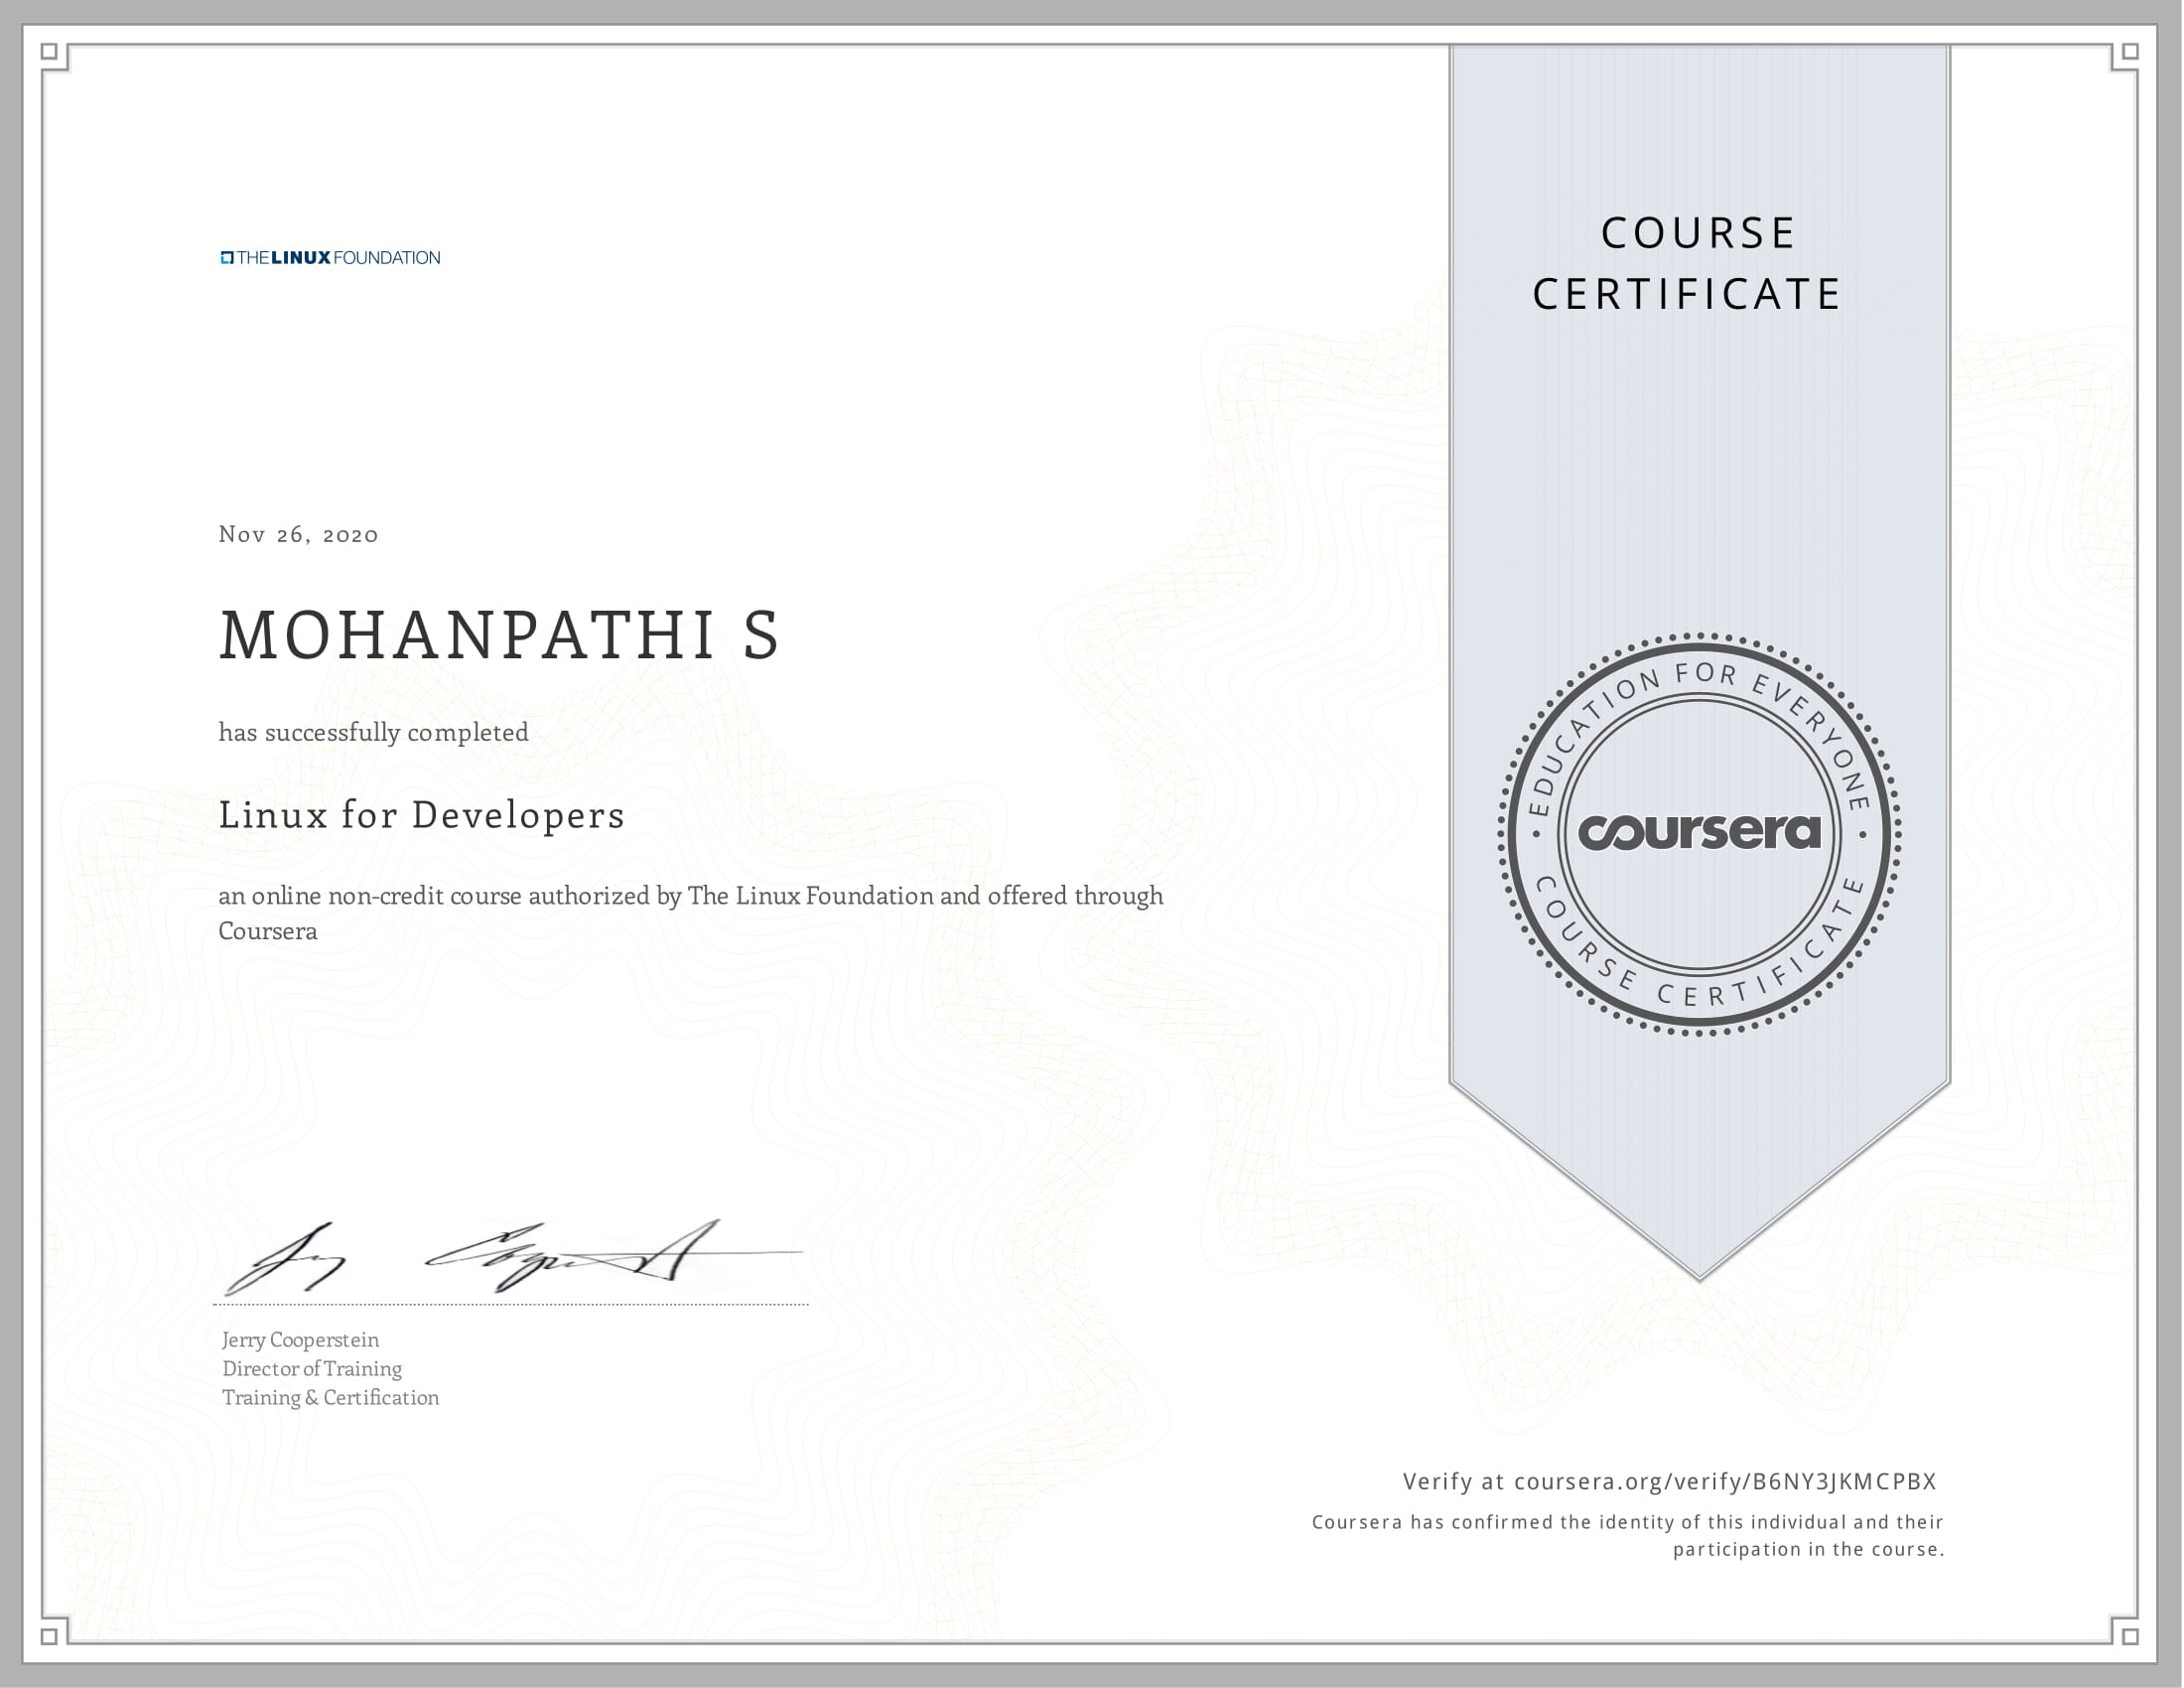 THE LINUX FOUNDATION
COURSE
CERTIFICATE
Nov 26, 2020
MOHANPATHI S
has successfully completed
Linux for Developers
an online non-credit course authorized by The Linux Foundation and offered through
Coursera
EDUCATION FOR EVERYONE
coursera
COURSE CERTIFICATE
Jerry Cooperstein
Director of Training
Training & Certification
Verify at coursera.org/verify/B6NY3JKMCPBX
Coursera has confirmed the identity of this individual and their
participation in the course.